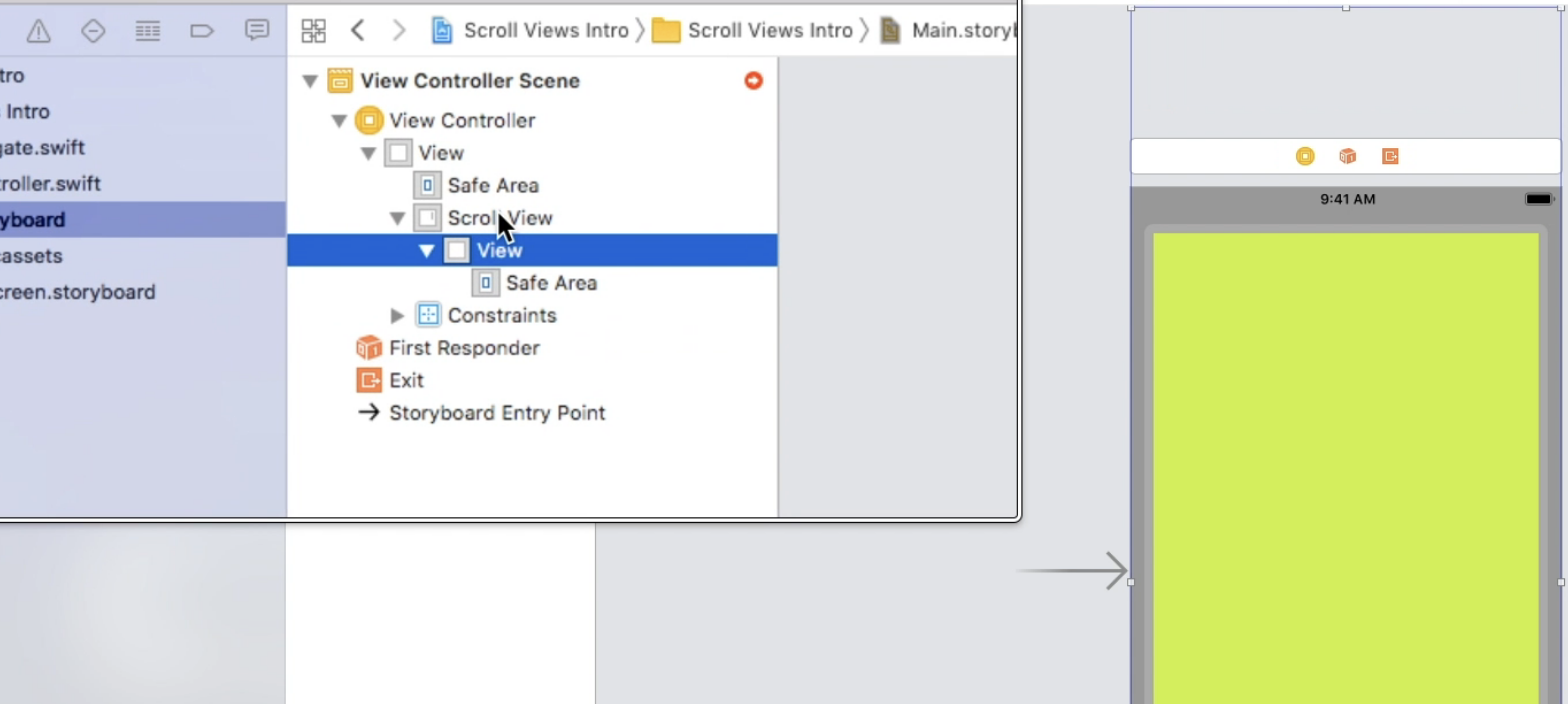 Scroll Views Intro 〉 Scroll Views Intro 〉 Main.storyb
tro
Intro
gate.swift
roller.swift
yboard
assets
creen.storyboard
View Controller Scene
View Controller
View
Safe Area
Scroll View
View
Safe Area
Constraints
First Responder
Exit
Storyboard Entry Point
9:41 AM